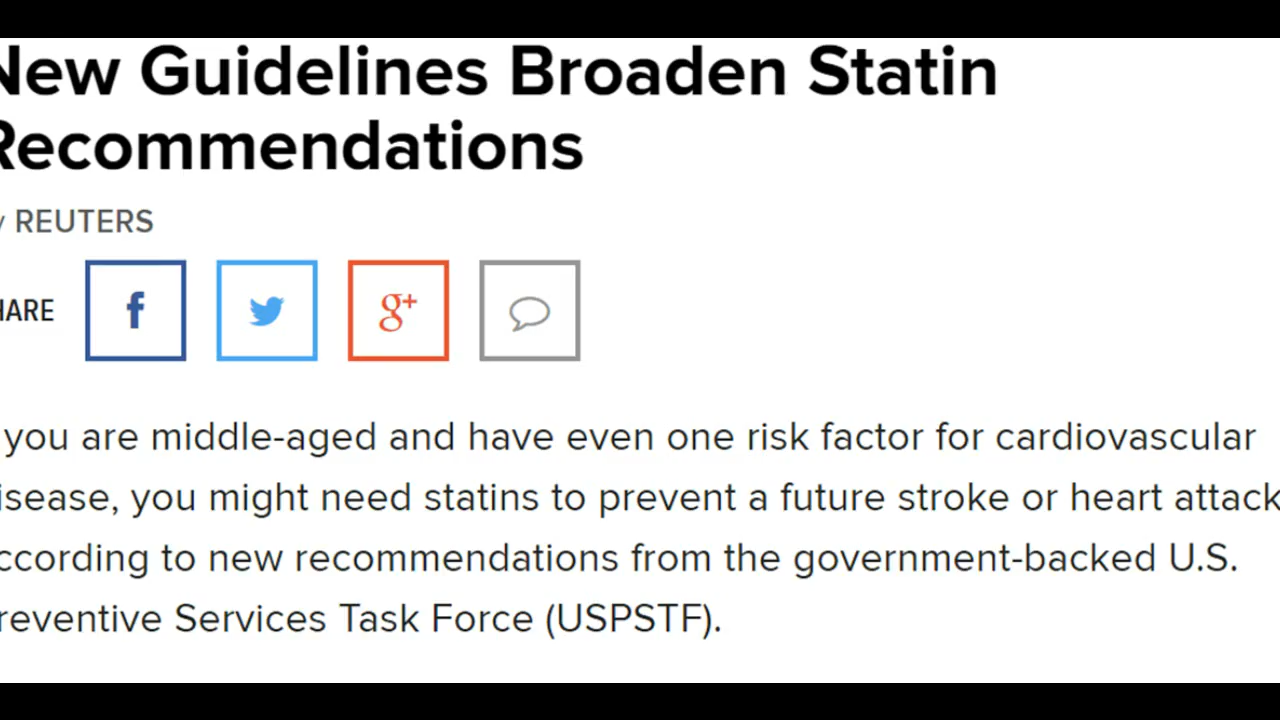 New Guidelines Broaden Statin
Recommendations
REUTERS
HARE
f
g+
you are middle-aged and have even one risk factor for cardiovascular
isease, you might need statins to prevent a future stroke or heart attack
ccording to new recommendations from the government-backed U.S.
reventive Services Task Force (USPSTF).